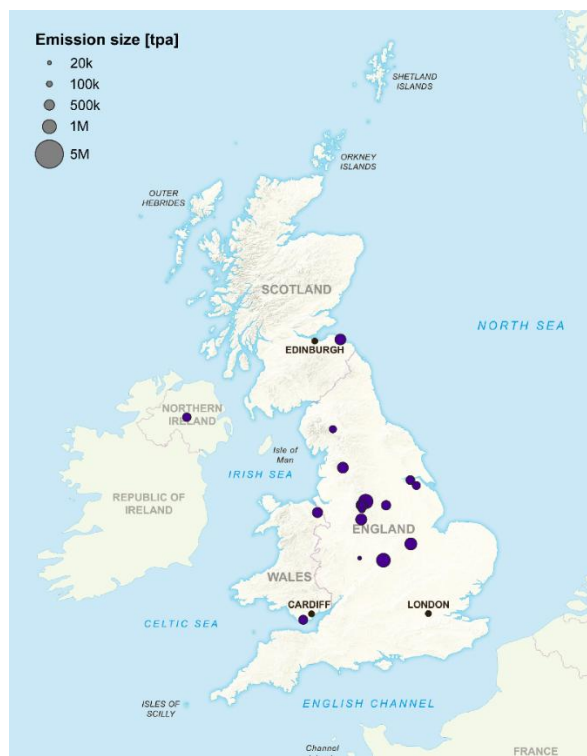 Emission size [tpa]
20k
100k
500k
1M
5M
SHETLAND
ISLANDS
ORKNEY
ISLANDS
OUTER
HEBRIDES
SCOTLAND
NORTH SEA
EDINBURGH
NORTHERN
IRELAND
Isle of
Man
IRISH SEA
REPUBLIC OF
IRELAND
ENGLAND
WALES
CARDIFF
LONDON
CELTIC SEA
ISLES OF
SCILLY
ENGLISH CHANNEL
Channel
FRANCE